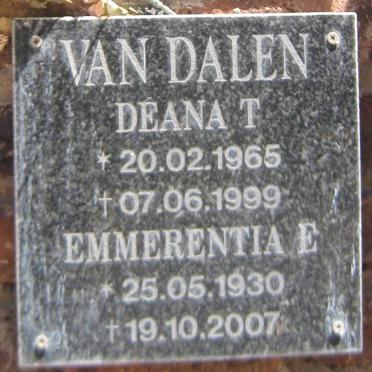 VAN DALEN
DEANA T
* 20.02.1965
† 07.06.1999
EMMERENTIA E
* 25.05.1930
† 19.10.2007